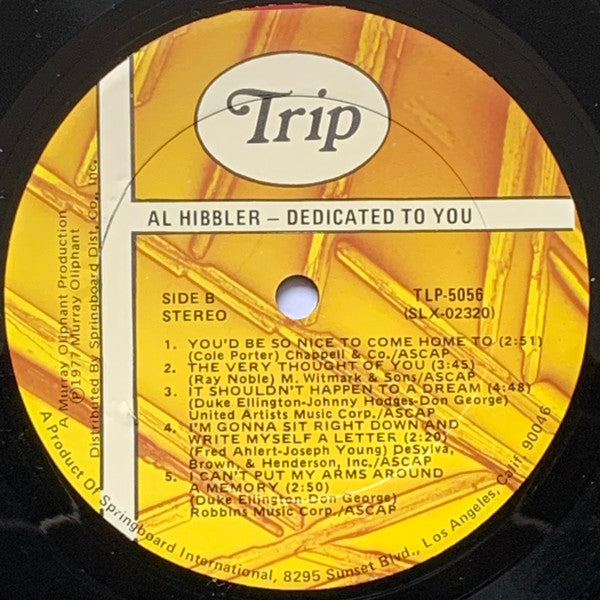 Trip
AL HIBBLER – DEDICATED TO YOU
SIDE B
STEREO
TLP-5056
(SLX-02320)
1. YOU'D BE SO NICE TO COME HOME TO (2:51)
(Cole Porter) Chappell & Co./ASCAP
2. THE VERY THOUGHT OF YOU (3:45)
(Ray Noble) M. Witmark & Sons/ASCAP
3. IT SHOULDN'T HAPPEN TO A DREAM (4:48)
(Duke Ellington-Johnny Hodges-Don George)
United Artists Music Corp./ASCAP
4. I'M GONNA SIT RIGHT DOWN AND
WRITE MYSELF A LETTER (2:20)
(Fred Ahlert-Joseph Young) DeSylva,
Brown, & Henderson, Inc./ASCAP
5. I CAN'T PUT MY ARMS AROUND
A MEMORY (2:50)
(Duke Ellington-Don George)
Robbins Music Corp./ASCAP
A Murray Oliphant Production
Ⓟ1977 Murray Oliphant
Distributed By Springboard Dist. Co., Inc.
A Product Of Springboard International, 8295 Sunset Blvd., Los Angeles, Calif. 90046